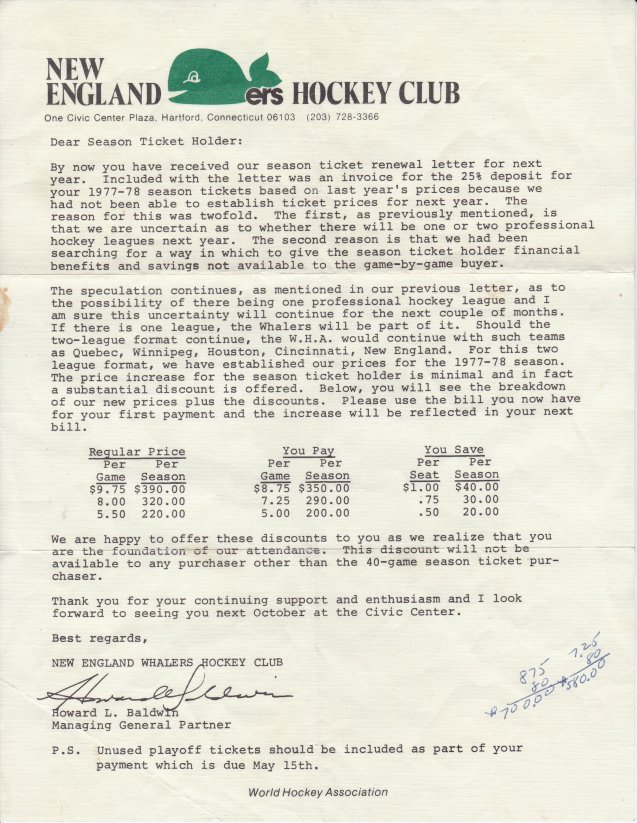 NEW
ENGLAND ers HOCKEY CLUB
One Civic Center Plaza, Hartford, Connecticut 06103 (203) 728-3366
Dear Season Ticket Holder:
By now you have received our season ticket renewal letter for next
year. Included with the letter was an invoice for the 25% deposit for
your 1977-78 season tickets based on last year's prices because we
had not been able to establish ticket prices for next year. The
reason for this was twofold. The first, as previously mentioned, is
that we are uncertain as to whether there will be one or two professional
hockey leagues next year. The second reason is that we had been
searching for a way in which to give the season ticket holder financial
benefits and savings not available to the game-by-game buyer.
The speculation continues, as mentioned in our previous letter, as to
the possibility of there being one professional hockey league and I
am sure this uncertainty will continue for the next couple of months.
If there is one league, the Whalers will be part of it. Should the
two-league format continue, the W.H.A. would continue with such teams
as Quebec, Winnipeg, Houston, Cincinnati, New England. For this two
league format, we have established our prices for the 1977-78 season.
The price increase for the season ticket holder is minimal and in fact
a substantial discount is offered. Below, you will see the breakdown
of our new prices plus the discounts. Please use the bill you now have
for your first payment and the increase will be reflected in your next
bill.
Regular Price You Pay You Save
Per Per Per Per Per Per
Game Season Game Season Seat Season
$9.75 $390.00 $8.75 $350.00 $1.00 $40.00
8.00 320.00 7.25 290.00 .75 30.00
5.50 220.00 5.00 200.00 .50 20.00
We are happy to offer these discounts to you as we realize that you
are the foundation of our attendance. This discount will not be
available to any purchaser other than the 40-game season ticket pur-
chaser.
Thank you for your continuing support and enthusiasm and I look
forward to seeing you next October at the Civic Center.
Best regards,
NEW ENGLAND WHALERS HOCKEY CLUB
Howard L. Baldwin
Howard L. Baldwin
Managing General Partner
875 7.25
80 80
$700.00 $580.00
P.S. Unused playoff tickets should be included as part of your
payment which is due May 15th.
World Hockey Association